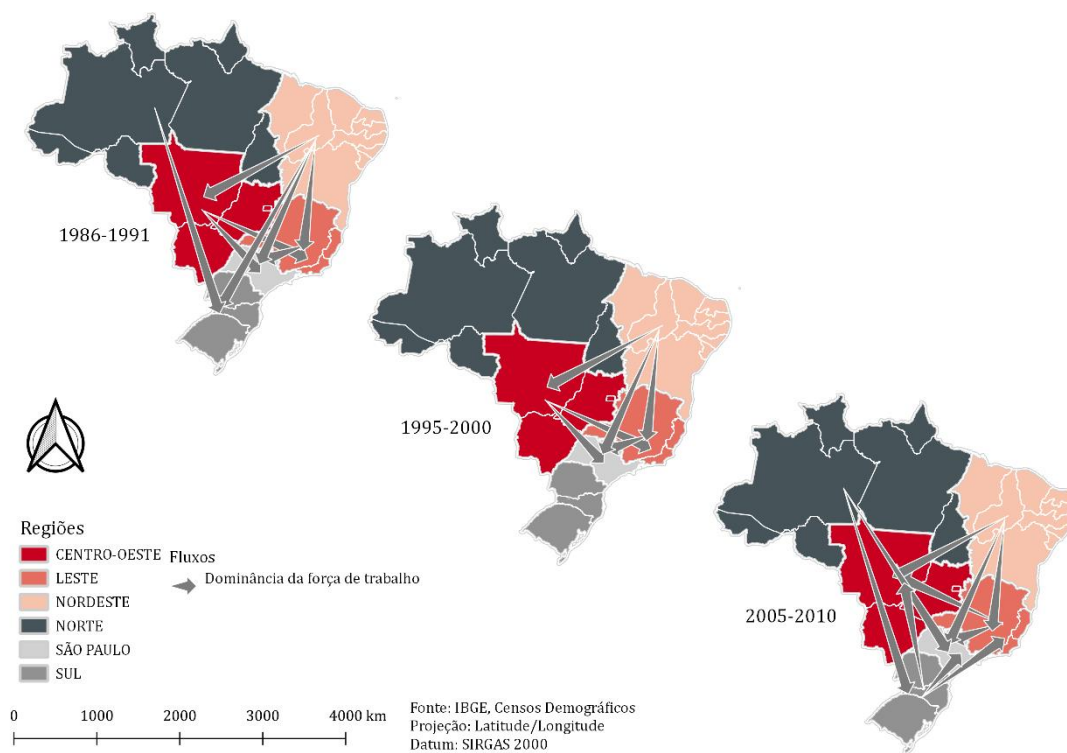 1986-1991
1995-2000
2005-2010
Regiões
CENTRO-OESTE
LESTE
NORDESTE
NORTE
SÃO PAULO
SUL
Fluxos
Dominância da força de trabalho
0 1000 2000 3000 4000 km
Fonte: IBGE, Censos Demográficos
Projeção: Latitude/Longitude
Datum: SIRGAS 2000